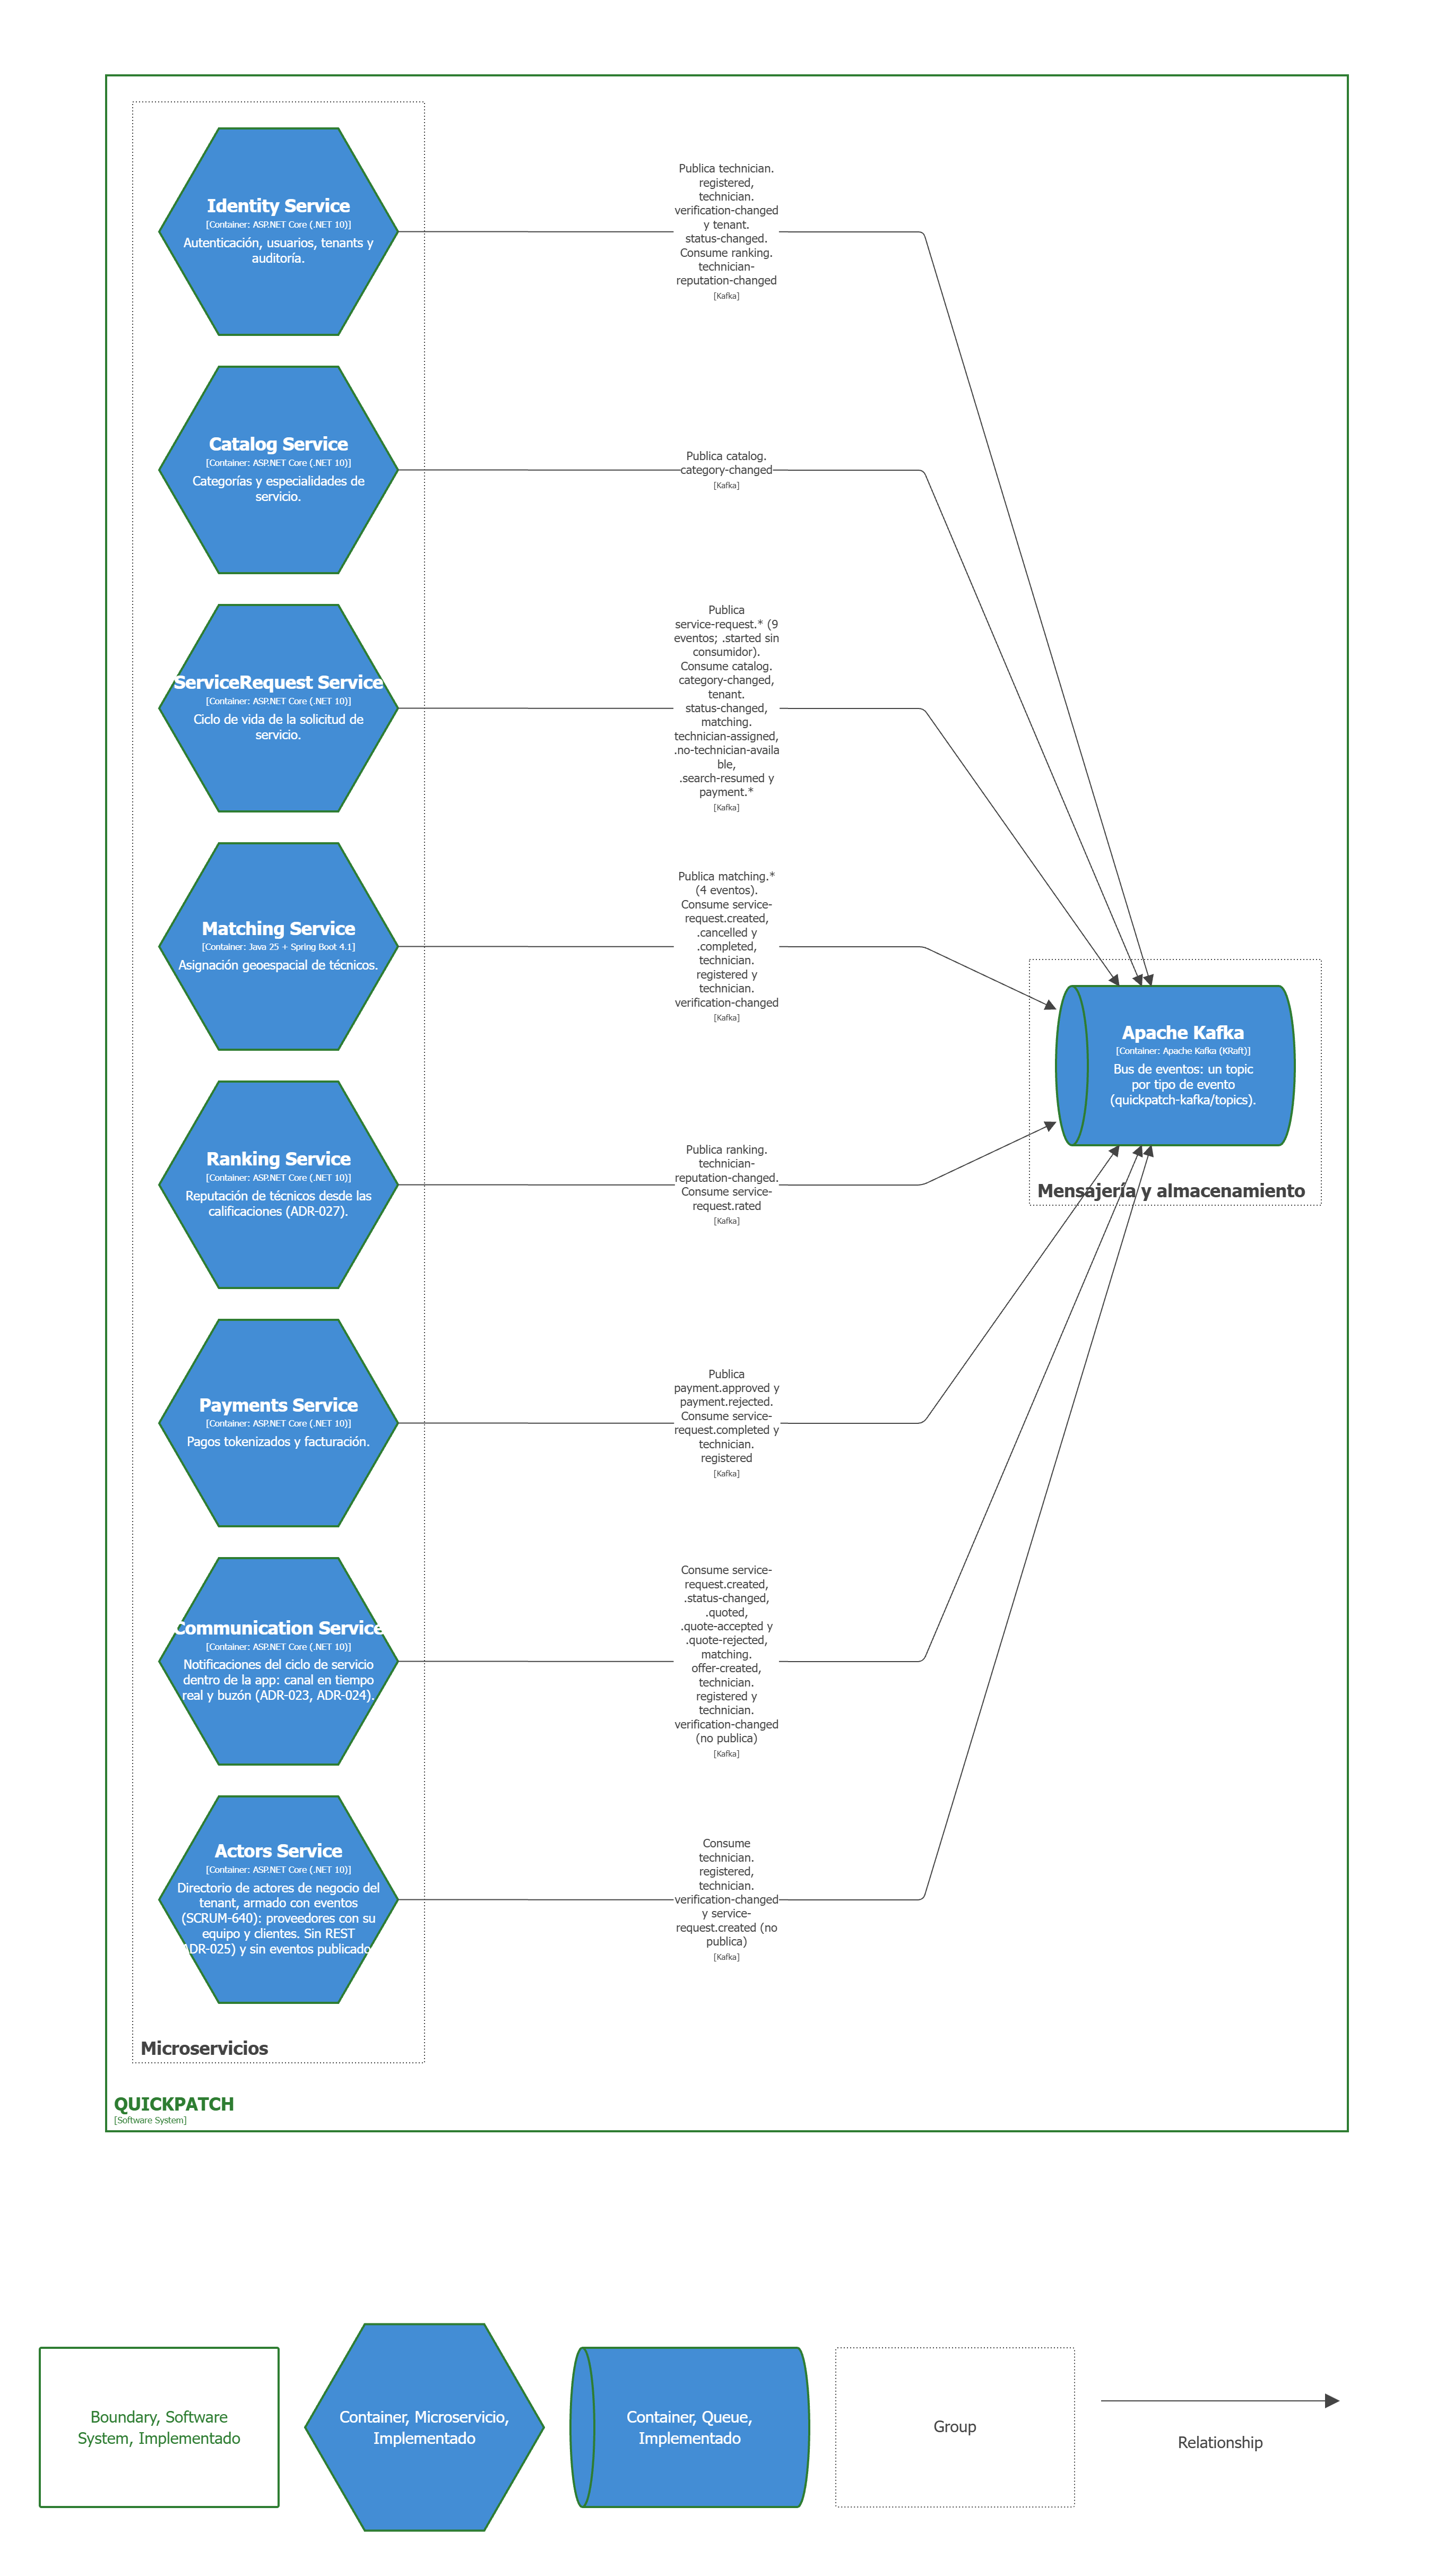 Identity Service
[Container: ASP.NET Core (.NET 10)]
Autenticación, usuarios, tenants y
auditoría.
Publica technician.
registered,
technician.
verification-changed
y tenant.
status-changed.
Consume ranking.
technician-
reputation-changed
[Kafka]
Catalog Service
[Container: ASP.NET Core (.NET 10)]
Categorías y especialidades de
servicio.
Publica catalog.
category-changed
[Kafka]
ServiceRequest Service
[Container: ASP.NET Core (.NET 10)]
Ciclo de vida de la solicitud de
servicio.
Publica
service-request.* (9
eventos; .started sin
consumidor).
Consume catalog.
category-changed,
tenant.
status-changed,
matching.
technician-assigned,
.no-technician-availa
ble,
.search-resumed y
payment.*
[Kafka]
Matching Service
[Container: Java 25 + Spring Boot 4.1]
Asignación geoespacial de técnicos.
Publica matching.*
(4 eventos).
Consume service-
request.created,
.cancelled y
.completed,
technician.
registered y
technician.
verification-changed
[Kafka]
Apache Kafka
[Container: Apache Kafka (KRaft)]
Bus de eventos: un topic
por tipo de evento
(quickpatch-kafka/topics).
Mensajería y almacenamiento
Ranking Service
[Container: ASP.NET Core (.NET 10)]
Reputación de técnicos desde las
calificaciones (ADR-027).
Publica ranking.
technician-
reputation-changed.
Consume service-
request.rated
[Kafka]
Payments Service
[Container: ASP.NET Core (.NET 10)]
Pagos tokenizados y facturación.
Publica
payment.approved y
payment.rejected.
Consume service-
request.completed y
technician.
registered
[Kafka]
Communication Service
[Container: ASP.NET Core (.NET 10)]
Notificaciones del ciclo de servicio
dentro de la app: canal en tiempo
real y buzón (ADR-023, ADR-024).
Consume service-
request.created,
.status-changed,
.quoted,
.quote-accepted y
.quote-rejected,
matching.
offer-created,
technician.
registered y
technician.
verification-changed
(no publica)
[Kafka]
Actors Service
[Container: ASP.NET Core (.NET 10)]
Directorio de actores de negocio del
tenant, armado con eventos
(SCRUM-640): proveedores con su
equipo y clientes. Sin REST
ADR-025) y sin eventos publicado
Consume
technician.
registered,
technician.
verification-changed
y service-
request.created (no
publica)
[Kafka]
Microservicios
QUICKPATCH
[Software System]
Boundary, Software
System, Implementado
Container, Microservicio,
Implementado
Container, Queue,
Implementado
Group
Relationship